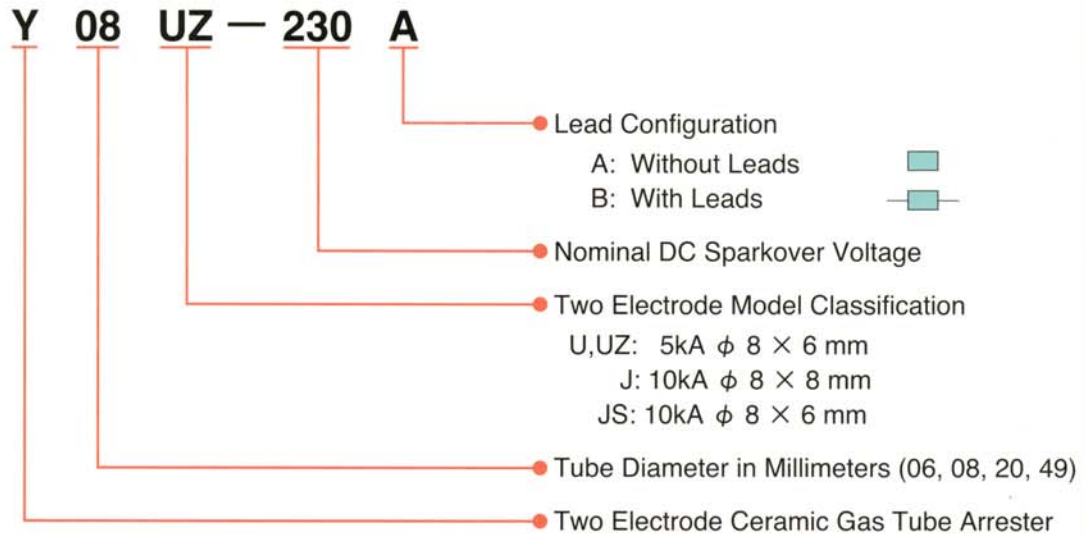 Y 08 UZ — 230 A
Lead Configuration
A: Without Leads
B: With Leads
Nominal DC Sparkover Voltage
Two Electrode Model Classification
U,UZ: 5kA ϕ 8 × 6 mm
J: 10kA ϕ 8 × 8 mm
JS: 10kA ϕ 8 × 6 mm
Tube Diameter in Millimeters (06, 08, 20, 49)
Two Electrode Ceramic Gas Tube Arrester